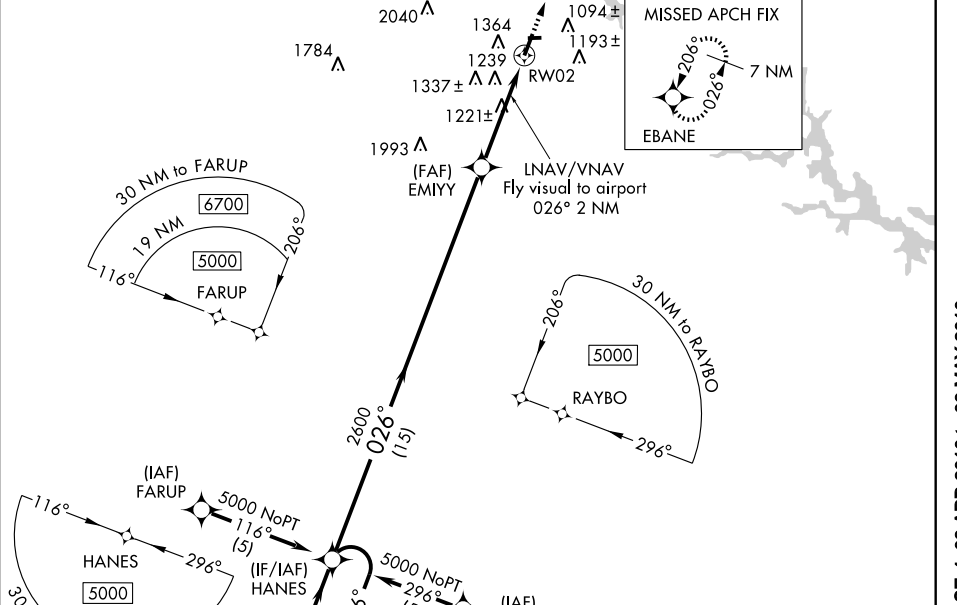 2040
1364
1094±
1193±
1784
1239
1337±
RW02
1221±
MISSED APCH FIX
206°
026°
7 NM
EBANE
1993
(FAF)
EMIYY
LNAV/VNAV
Fly visual to airport
026° 2 NM
30 NM to FARUP
6700
19 NM
5000
206°
116°
FARUP
30 NM to RAYBO
206°
5000
RAYBO
296°
2600
026°
(15)
(IAF)
FARUP
5000 NoPT
116°
(5)
(IF/IAF)
HANES
5000 NoPT
296°
(IAF)
116°
HANES
296°
5000
30